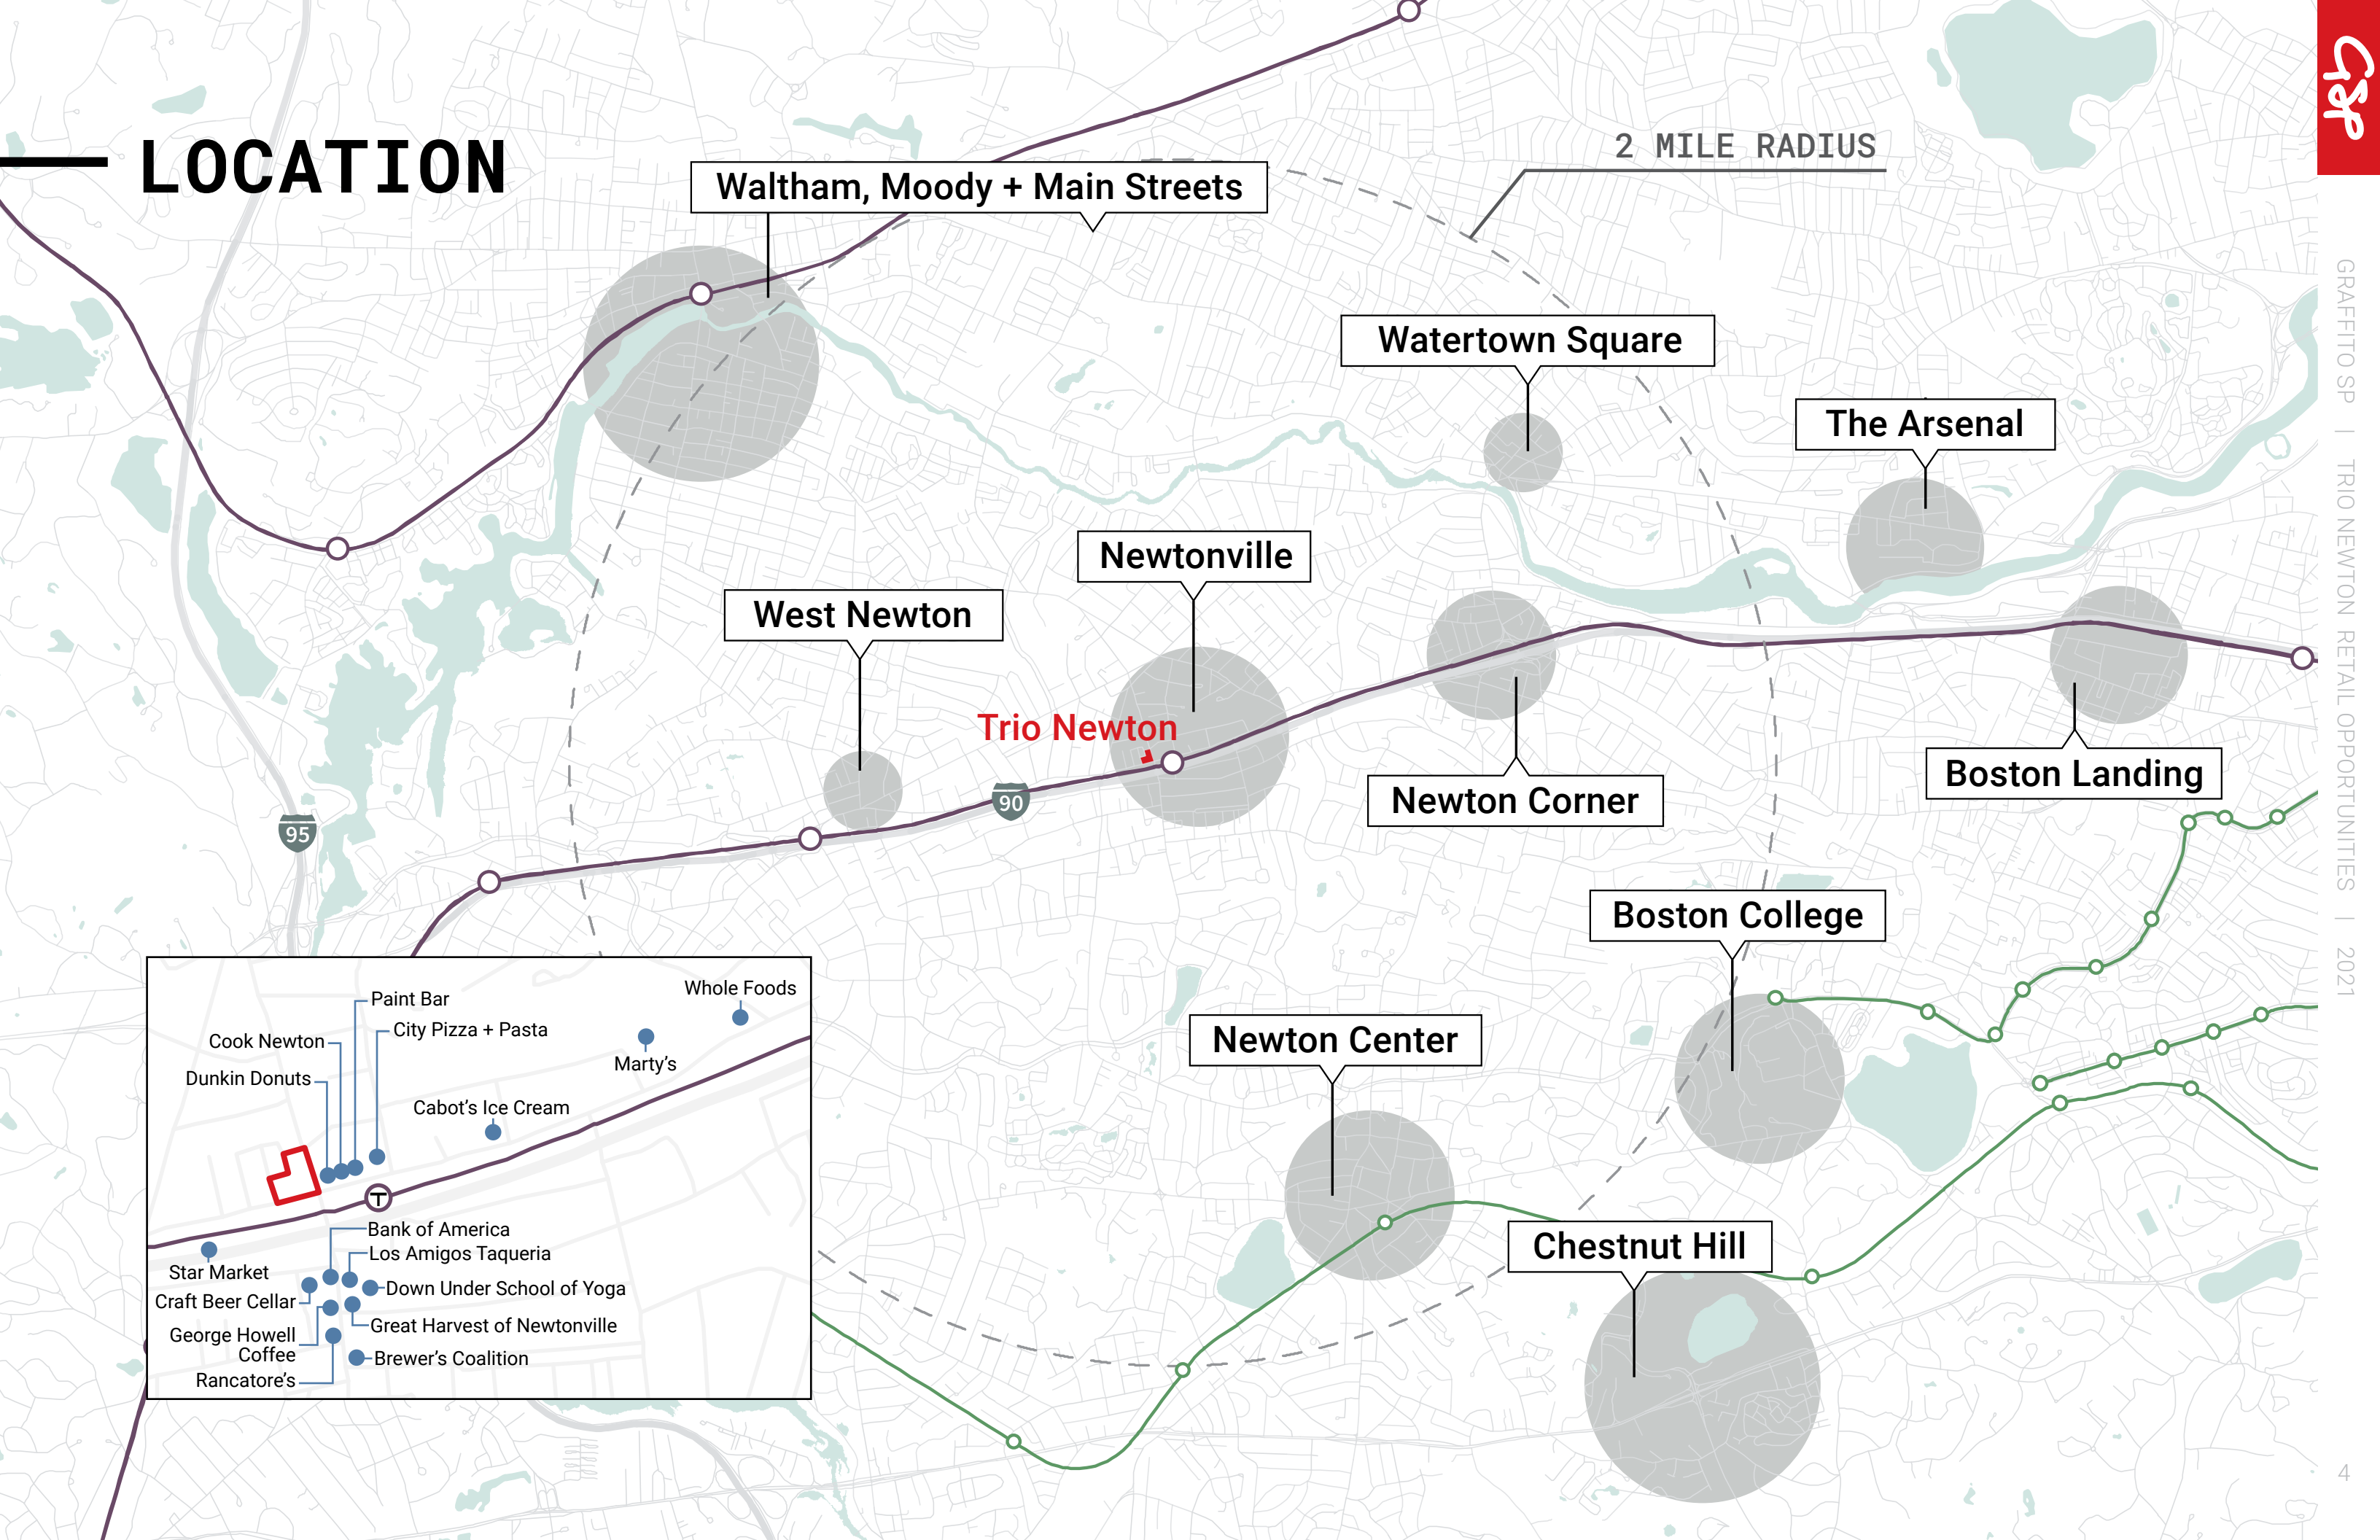 LOCATION
2 MILE RADIUS
Waltham, Moody + Main Streets
Watertown Square
The Arsenal
Newtonville
West Newton
Trio Newton
90
Newton Corner
Boston Landing
95
Boston College
Newton Center
Chestnut Hill
Whole Foods
Paint Bar
City Pizza + Pasta
Cook Newton
Marty's
Dunkin Donuts
Cabot's Ice Cream
T
Bank of America
Los Amigos Taqueria
Star Market
Down Under School of Yoga
Craft Beer Cellar
Great Harvest of Newtonville
George Howell
Coffee
Brewer's Coalition
Rancatore's
GSP
GRAFFITO SP | TRIO NEWTON RETAIL OPPORTUNITIES | 2021
4